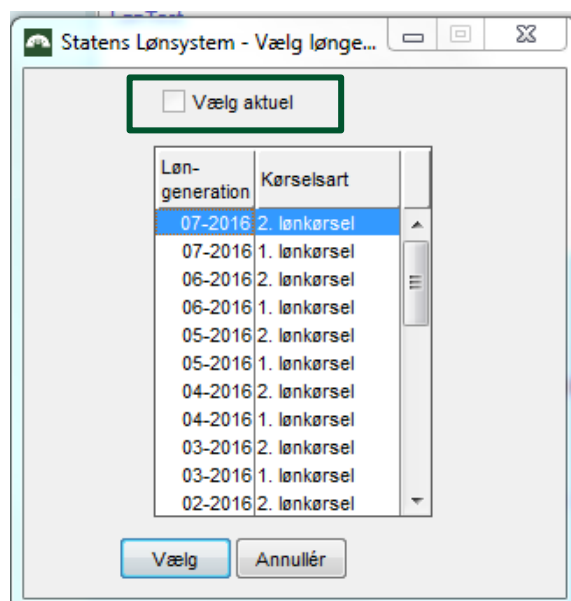 LønTart
Statens Lønsystem - Vælg lønge...
Vælg aktuel
Løn-
generation Kørselsart
07-2016 2. lønkørsel
07-2016 1. lønkørsel
06-2016 2. lønkørsel
06-2016 1. lønkørsel
05-2016 2. lønkørsel
05-2016 1. lønkørsel
04-2016 2. lønkørsel
04-2016 1. lønkørsel
03-2016 2. lønkørsel
03-2016 1. lønkørsel
02-2016 2. lønkørsel
Vælg Annullér